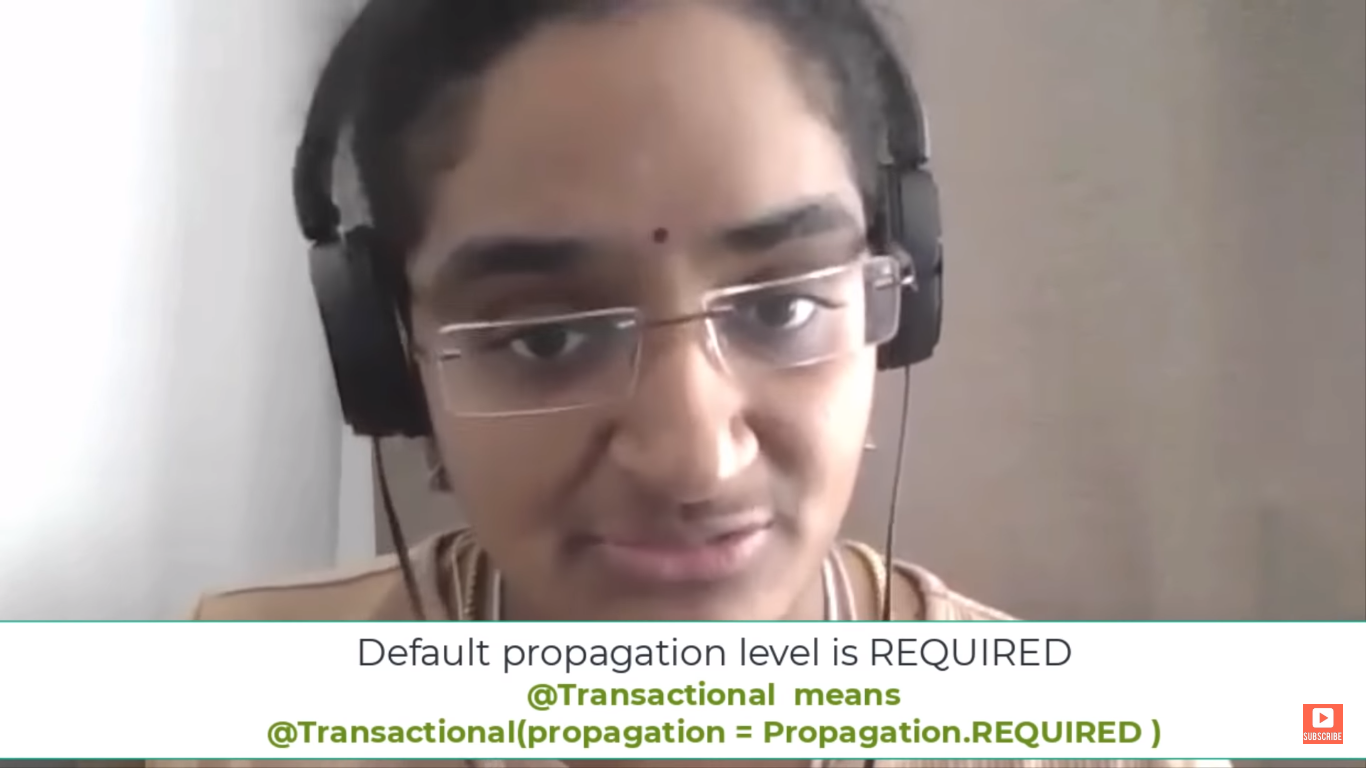 Default propagation level is REQUIRED
@Transactional means
@Transactional(propagation = Propagation.REQUIRED )
SUBSCRIBE